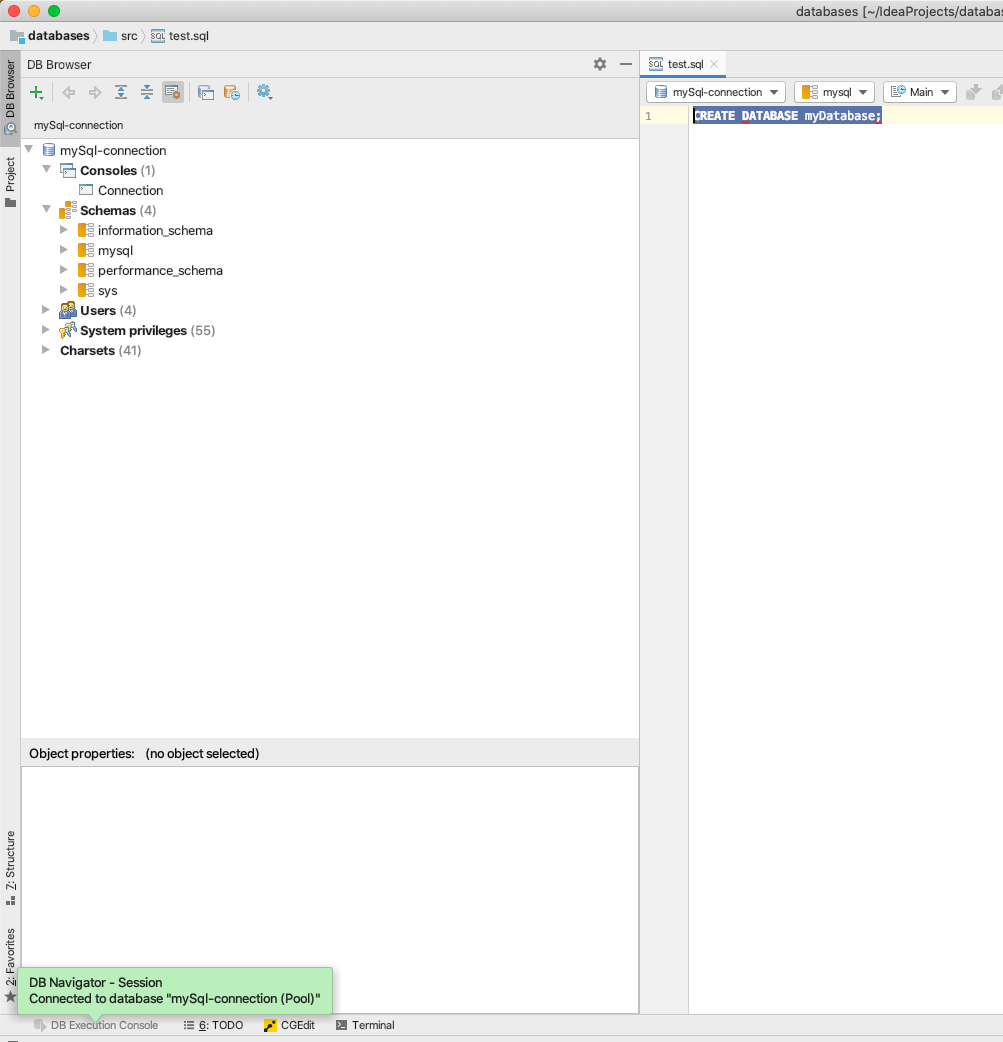 databases [~/IdeaProjects/databas
databases
src
test.sql
DB Browser
DB Browser
test.sql
mySql-connection
mysql
Main
mySql-connection
1
CREATE DATABASE myDatabase;
Project
mySql-connection
Consoles (1)
Connection
Schemas (4)
information_schema
mysql
performance_schema
sys
Users (4)
System privileges (55)
Charsets (41)
Object properties: (no object selected)
Z: Structure
2: Favorites
DB Navigator - Session
Connected to database "mySql-connection (Pool)"
DB Execution Console
6: TODO
CGEdit
Terminal